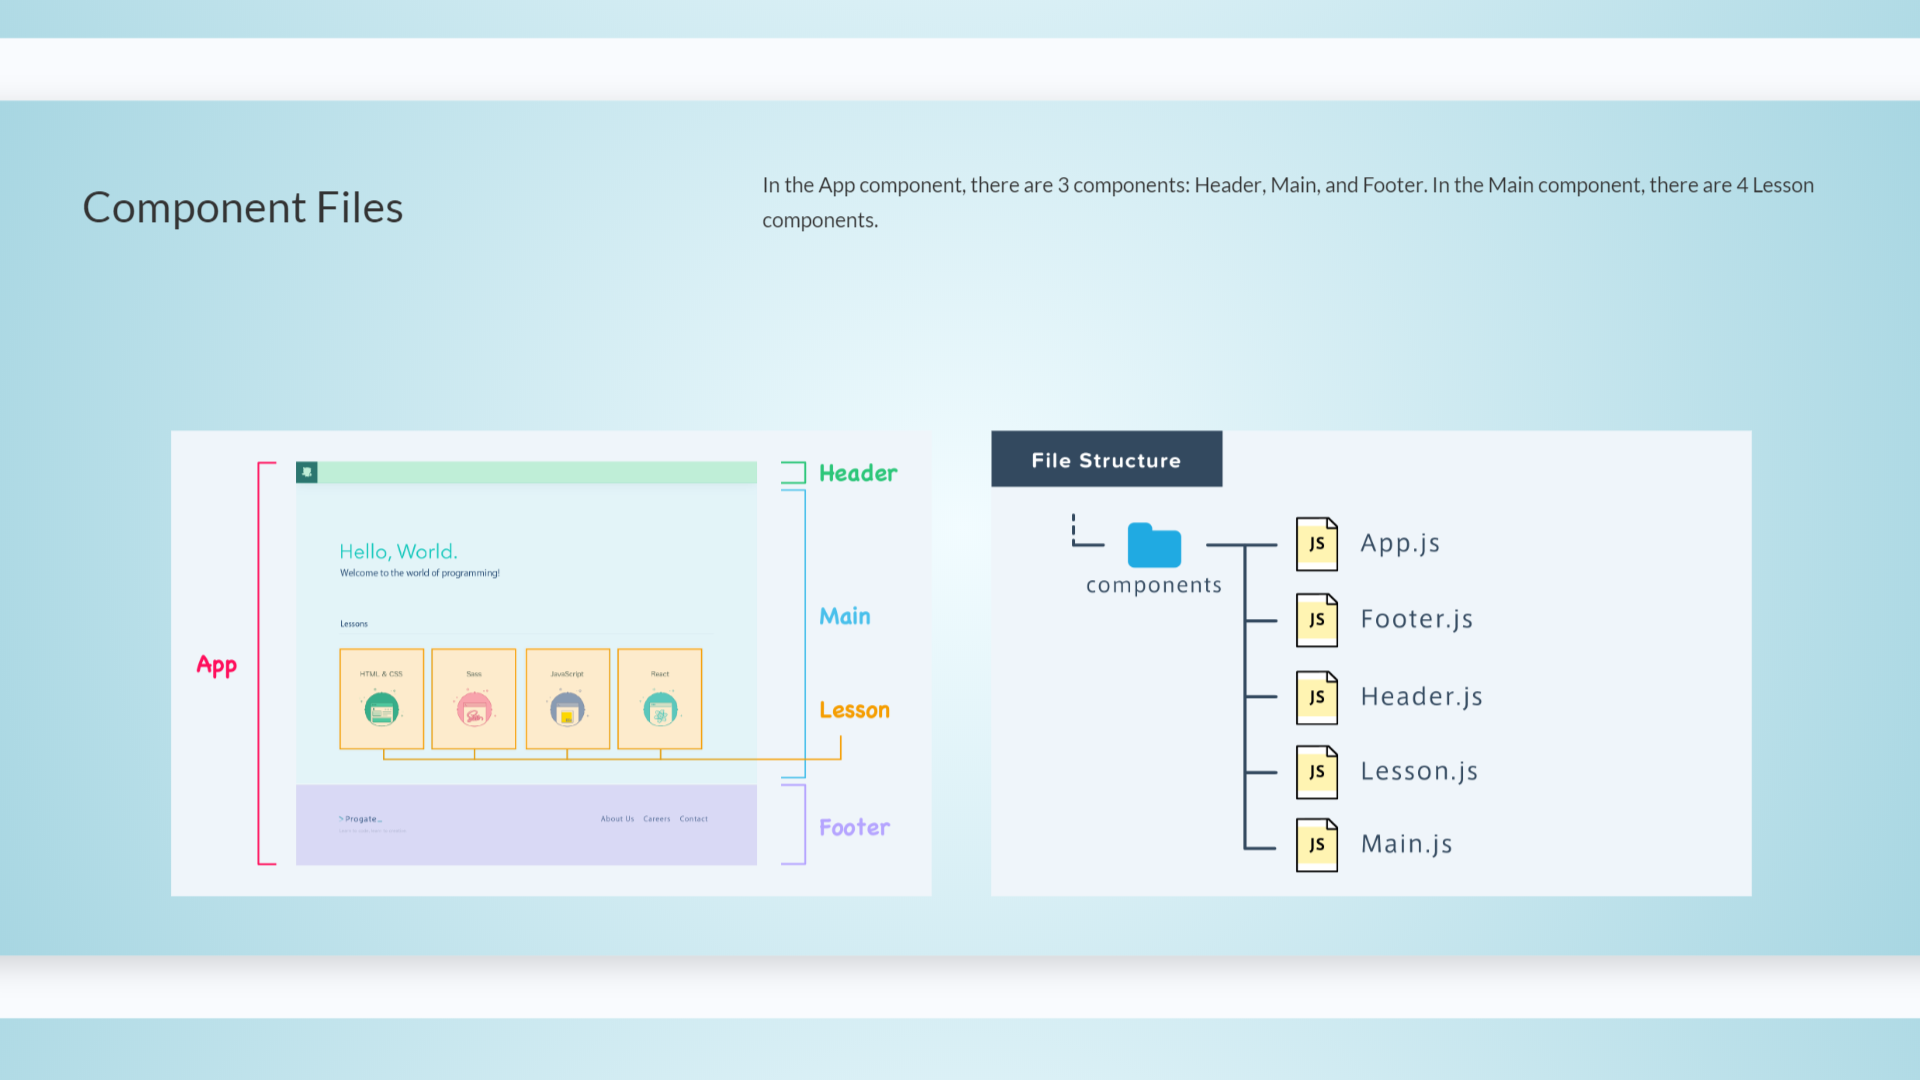 Component Files
In the App component, there are 3 components: Header, Main, and Footer. In the Main component, there are 4 Lesson
components.
App
Header
Hello, World.
Welcome to the world of programming!
Main
Lessons
HTML & CSS
Sass
JavaScript
React
Lesson
> Progate_
About Us
Careers
Contact
Footer
File Structure
components
JS App.js
JS Footer.js
JS Header.js
JS Lesson.js
JS Main.js